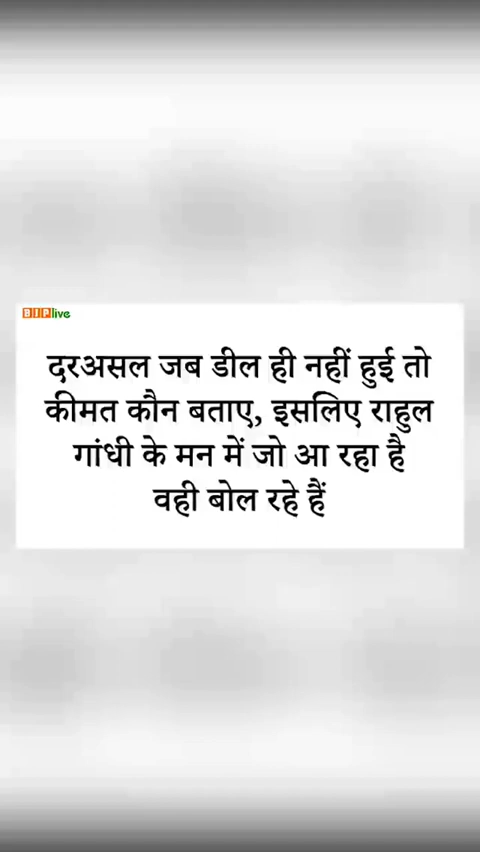 BJPlive
दरअसल जब डील ही नहीं हुई तो
कीमत कौन बताए, इसलिए राहुल
गांधी के मन में जो आ रहा है
वही बोल रहे हैं